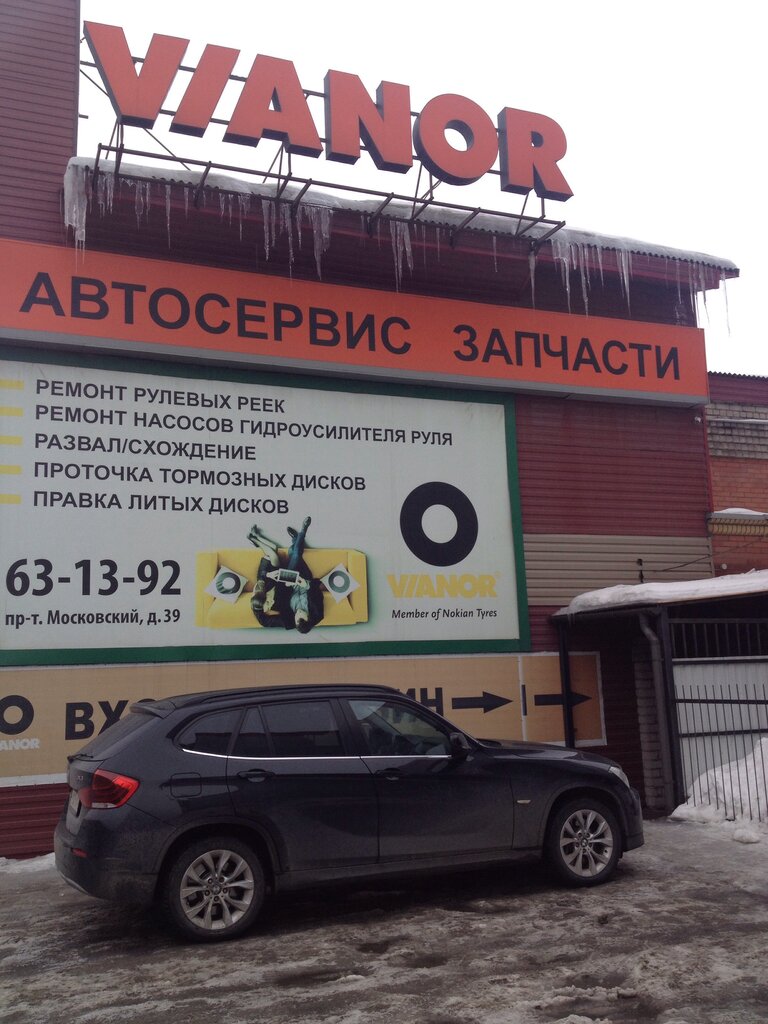 VIANOR
АВТОСЕРВИС ЗАПЧАСТИ
РЕМОНТ РУЛЕВЫХ РЕЕК
РЕМОНТ НАСОСОВ ГИДРОУСИЛИТЕЛЯ РУЛЯ
РАЗВАЛ/СХОЖДЕНИЕ
ПРОТОЧКА ТОРМОЗНЫХ ДИСКОВ
ПРАВКА ЛИТЫХ ДИСКОВ
63-13-92
пр-т. Московский, д.39
VIANOR
Member of Nokian Tyres
VIANOR